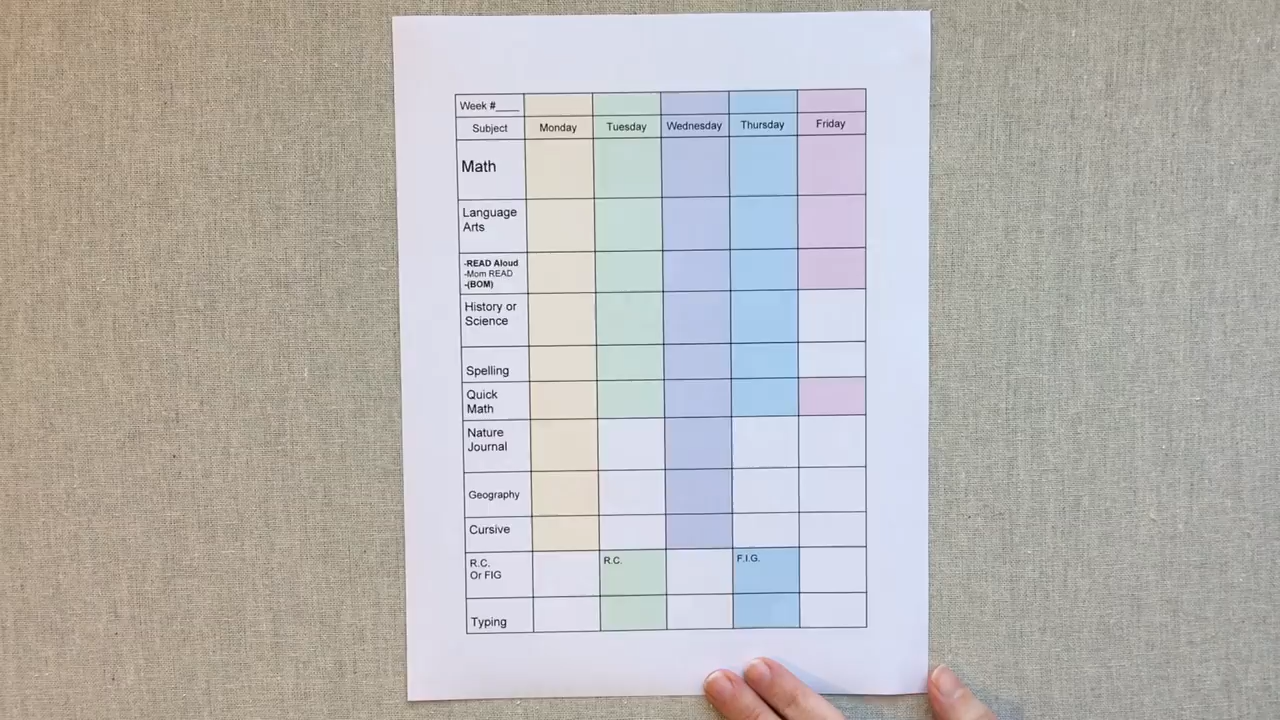 Week #____
Subject Monday Tuesday Wednesday Thursday Friday
Math
Language
Arts
-READ Aloud
-Mom READ
-(BOM)
History or
Science
Spelling
Quick
Math
Nature
Journal
Geography
Cursive
R.C. R.C. F.I.G.
Or FIG
Typing